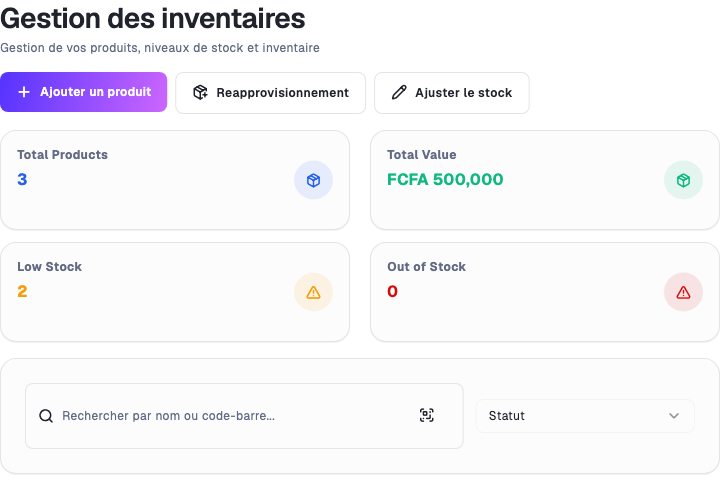 Gestion des inventaires
Gestion de vos produits, niveaux de stock et inventaire
Ajouter un produit
Reapprovisionnement
Ajuster le stock
Total Products
3
Total Value
FCFA 500,000
Low Stock
2
Out of Stock
0
Rechercher par nom ou code-barre...
Statut